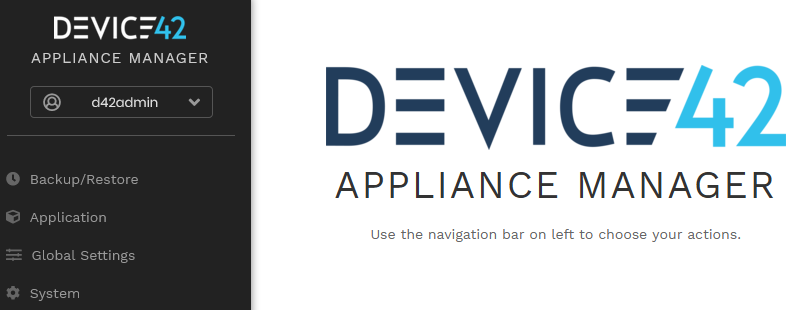 DEVICE42
APPLIANCE MANAGER
d42admin
Backup/Restore
Application
Global Settings
System
DEVICE42
APPLIANCE MANAGER
Use the navigation bar on left to choose your actions.